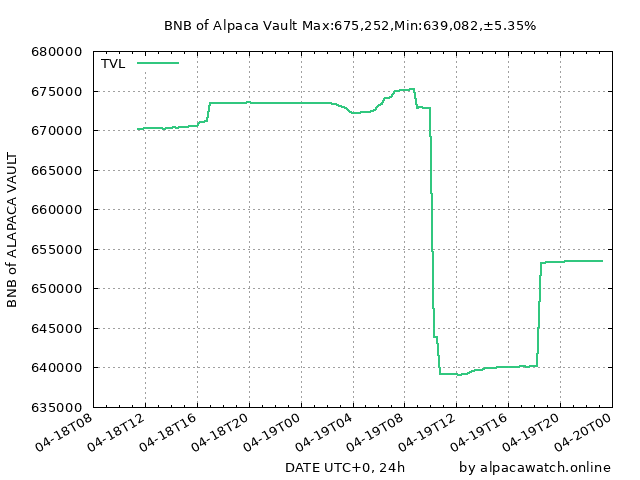 BNB of Alpaca Vault Max:675,252,Min:639,082,±5.35%
TVL
680000
675000
670000
665000
660000
655000
650000
645000
640000
635000
BNB of ALAPACA VAULT
04-18T08
04-18T12
04-18T16
04-18T20
04-19T00
04-19T04
04-19T08
04-19T12
04-19T16
04-19T20
04-20T00
DATE UTC+0, 24h
by alpacawatch.online